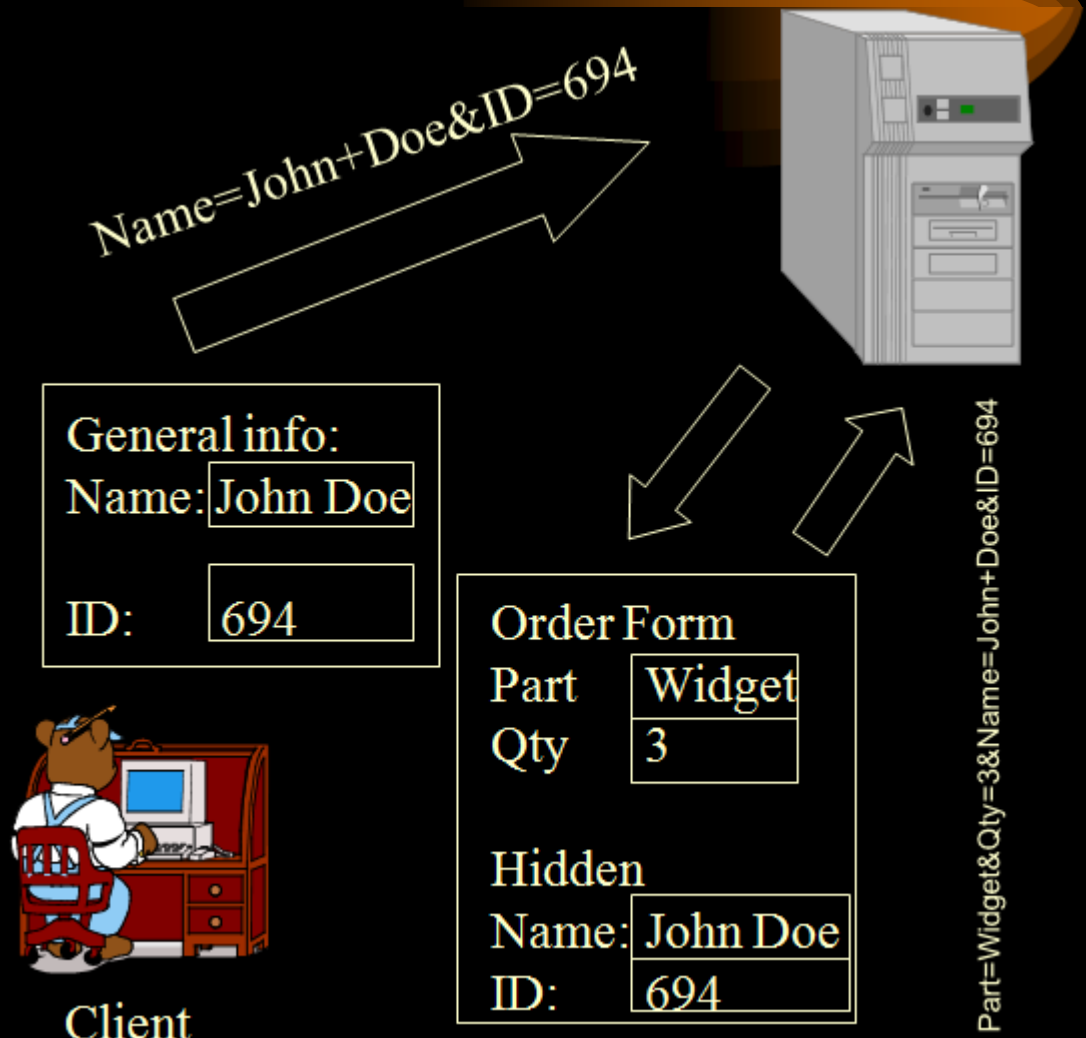 Name=John+Doe&ID=694
General info:
Name: John Doe
ID: 694
Order Form
Part Widget
Qty 3
Hidden
Name: John Doe
ID: 694
Part=Widget&Qty=3&Name=John+Doe&ID=694
Client